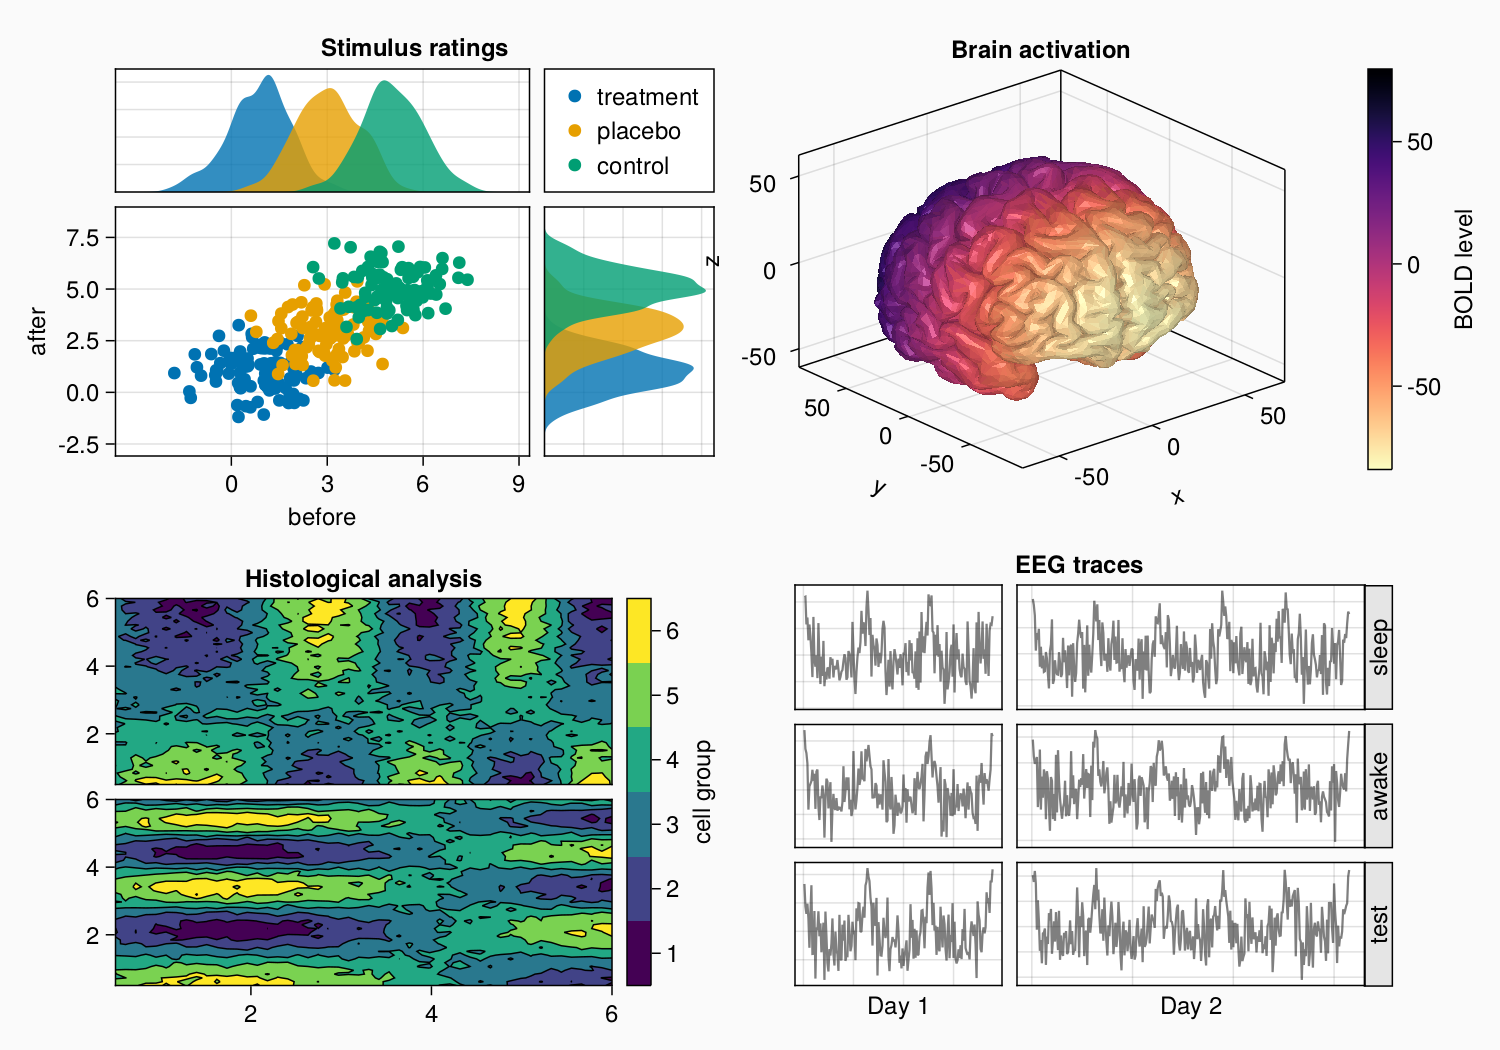 Stimulus ratings
treatment
placebo
control
7.5
5.0
2.5
0.0
-2.5
after
0 3 6 9
before
Brain activation
50
0
-50
z
50
0
-50
y
-50
0
50
x
50
0
-50
BOLD level
Histological analysis
6
4
2
6
4
2
2 4 6
6
5
4
3
2
1
cell group
EEG traces
sleep
awake
test
Day 1 Day 2